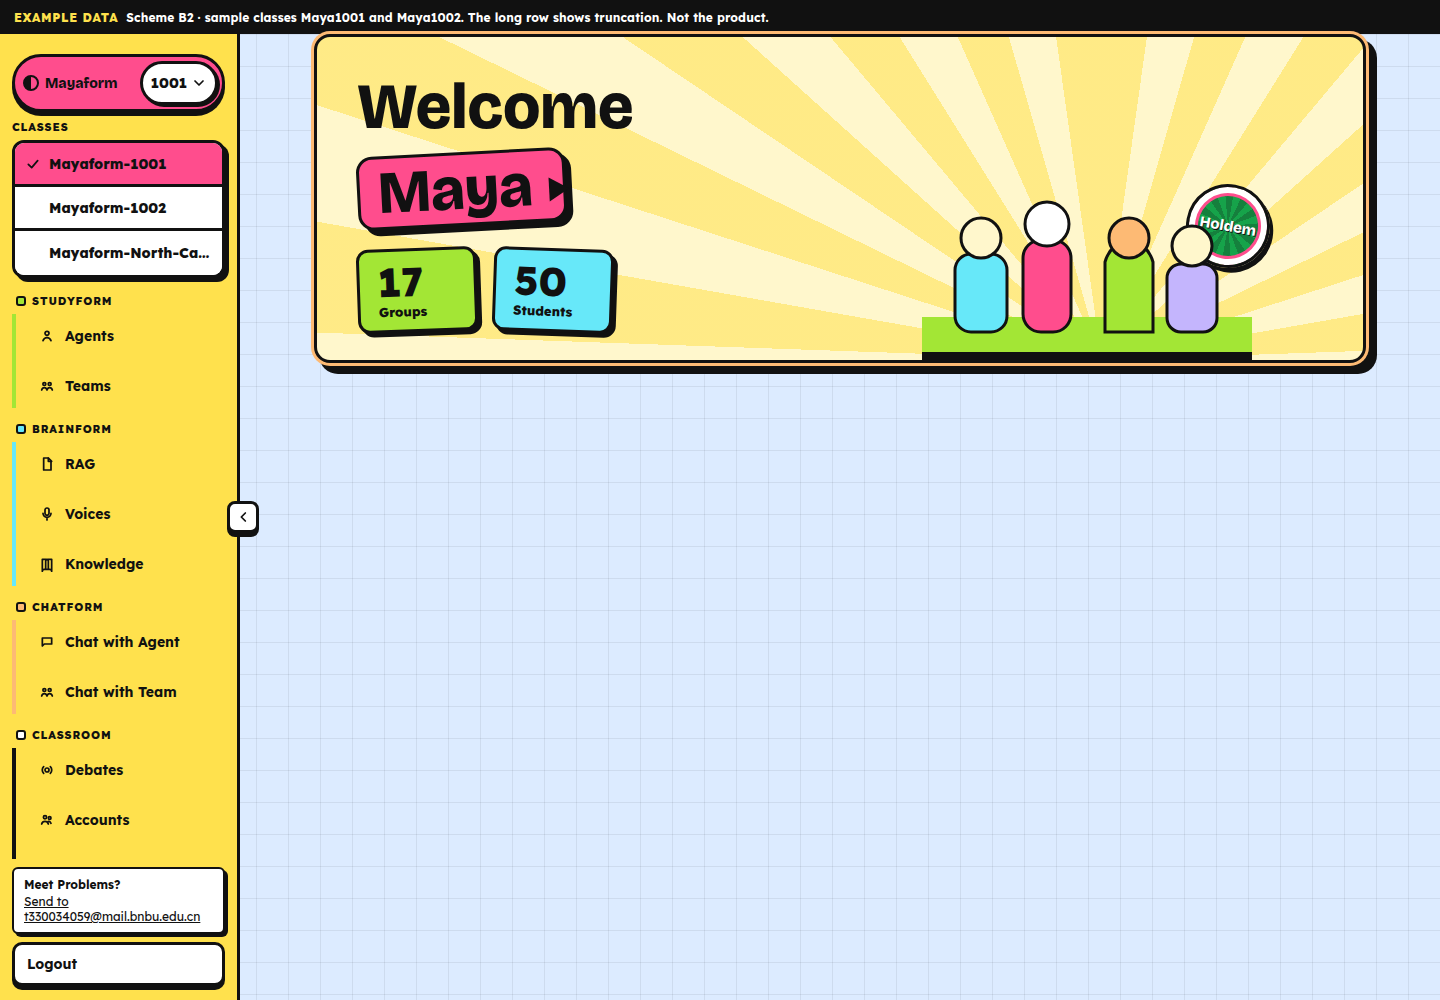 EXAMPLE DATA Scheme B2 · sample classes Maya1001 and Maya1002. The long row shows truncation. Not the product.
Mayaform 1001
CLASSES
Mayaform-1001
Mayaform-1002
Mayaform-North-Ca...
STUDYFORM
Agents
Teams
BRAINFORM
RAG
Voices
Knowledge
CHATFORM
Chat with Agent
Chat with Team
CLASSROOM
Debates
Accounts
Meet Problems?
Send to
t330034059@mail.bnbu.edu.cn
Logout
Welcome
Maya
17
Groups
50
Students
Holdem